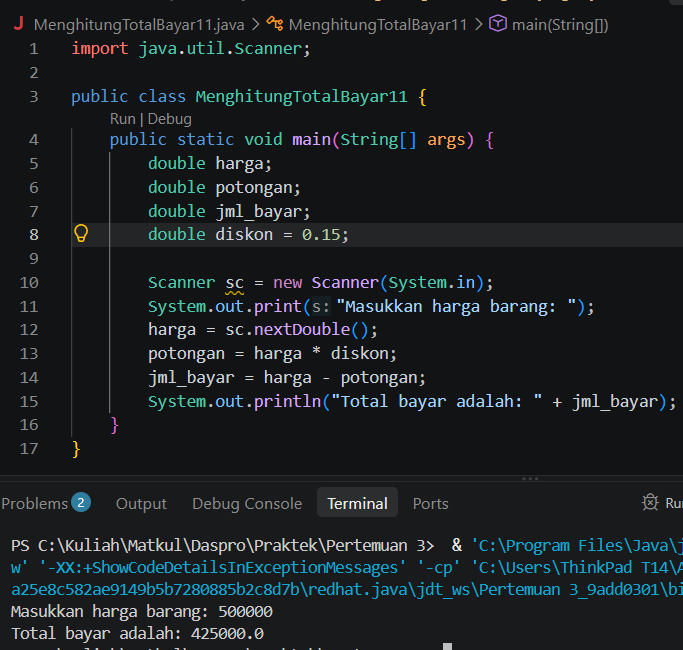 J MenghitungTotalBayar11.java > MenghitungTotalBayar11 > main(String[])
1 import java.util.Scanner;
2
3 public class MenghitungTotalBayar11 {
Run | Debug
4 public static void main(String[] args) {
5 double harga;
6 double potongan;
7 double jml_bayar;
8 double diskon = 0.15;
9
10 Scanner sc = new Scanner(System.in);
11 System.out.print(s: "Masukkan harga barang: ");
12 harga = sc.nextDouble();
13 potongan = harga * diskon;
14 jml_bayar = harga - potongan;
15 System.out.println("Total bayar adalah: " + jml_bayar);
16 }
17 }
Problems 2 Output Debug Console Terminal Ports Ru
PS C:\Kuliah\Matkul\Daspro\Praktek\Pertemuan 3> & 'C:\Program Files\Java\j
w' '-XX:+ShowCodeDetailsInExceptionMessages' '-cp' 'C:\Users\ThinkPad T14\A
a25e8c582ae9149b5b7280885b2c8d7b\redhat.java\jdt_ws\Pertemuan 3_9add0301\bi
Masukkan harga barang: 500000
Total bayar adalah: 425000.0